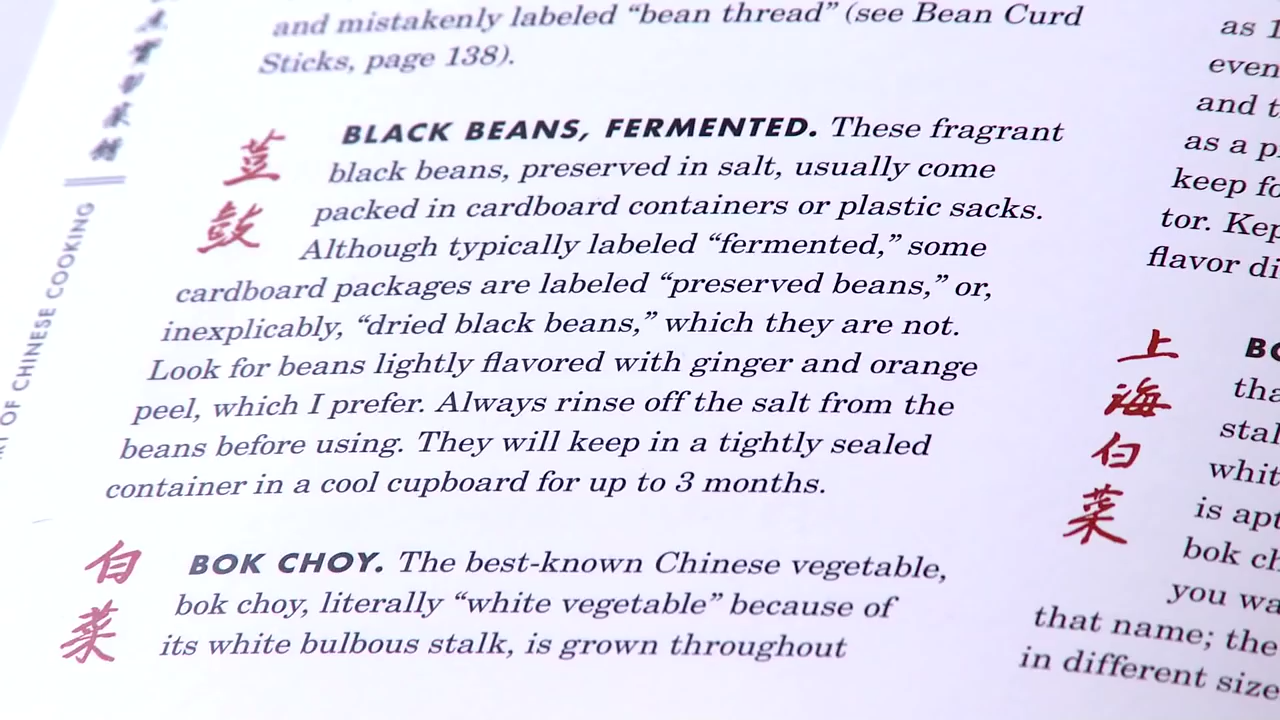 and mistakenly labeled “bean thread” (see Bean Curd
Sticks, page 138).
OF CHINESE COOKING
豆豉
BLACK BEANS, FERMENTED. These fragrant
black beans, preserved in salt, usually come
packed in cardboard containers or plastic sacks.
Although typically labeled “fermented,” some
cardboard packages are labeled “preserved beans,” or,
inexplicably, “dried black beans,” which they are not.
Look for beans lightly flavored with ginger and orange
peel, which I prefer. Always rinse off the salt from the
beans before using. They will keep in a tightly sealed
container in a cool cupboard for up to 3 months.
白菜
BOK CHOY. The best-known Chinese vegetable,
bok choy, literally “white vegetable” because of
its white bulbous stalk, is grown throughout
as 1
even
and t
as a p
keep fo
tor. Kep
flavor di
上海白菜
BO
tha
stal
whit
is apt
bok ch
you wa
that name; the
in different size